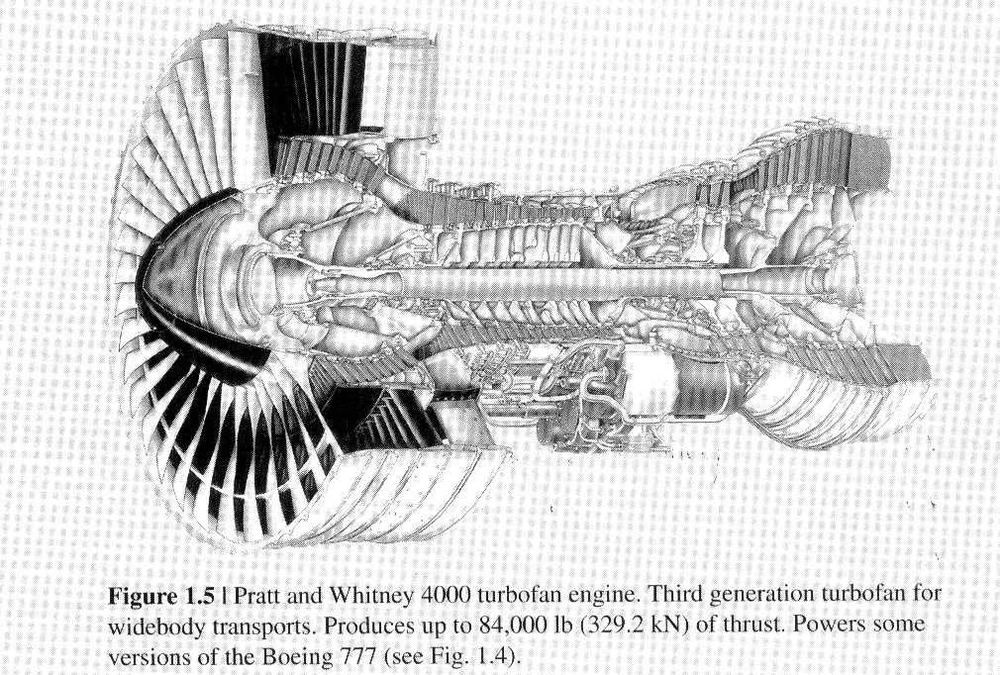 Figure 1.5 | Pratt and Whitney 4000 turbofan engine. Third generation turbofan for
widebody transports. Produces up to 84,000 lb (329.2 kN) of thrust. Powers some
versions of the Boeing 777 (see Fig. 1.4).